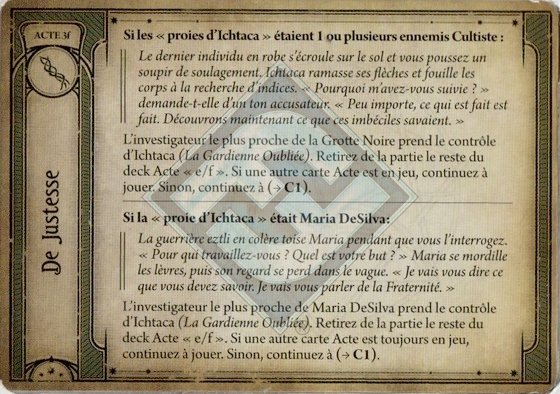 ACTE 3f
De Justesse
Si les « proies d'Ichtaca » étaient 1 ou plusieurs ennemis Cultiste :
Le dernier individu en robe s'écroule sur le sol et vous poussez un
soupir de soulagement. Ichtaca ramasse ses flèches et fouille les
corps à la recherche d'indices. « Pourquoi m'avez-vous suivie ? »
demande-t-elle d'un ton accusateur. « Peu importe, ce qui est fait est
fait. Découvrons maintenant ce que ces imbéciles savaient. »
L'investigateur le plus proche de la Grotte Noire prend le contrôle
d'Ichtaca (La Gardienne Oubliée). Retirez de la partie le reste du
deck Acte « e/f ». Si une autre carte Acte est en jeu, continuez à
jouer. Sinon, continuez à (→ C1).
Si la « proie d'Ichtaca » était Maria DeSilva:
La guerrière eztli en colère toise Maria pendant que vous l'interrogez.
« Pour qui travaillez-vous ? Quel est votre but ? » Maria se mordille
les lèvres, puis son regard se perd dans le vague. « Je vais vous dire ce
que vous devez savoir. Je vais vous parler de la Fraternité. »
L'investigateur le plus proche de Maria DeSilva prend le contrôle
d'Ichtaca (La Gardienne Oubliée). Retirez de la partie le reste du
deck Acte « e/f ». Si une autre carte Acte est toujours en jeu,
continuez à jouer. Sinon, continuez à (→ C1).